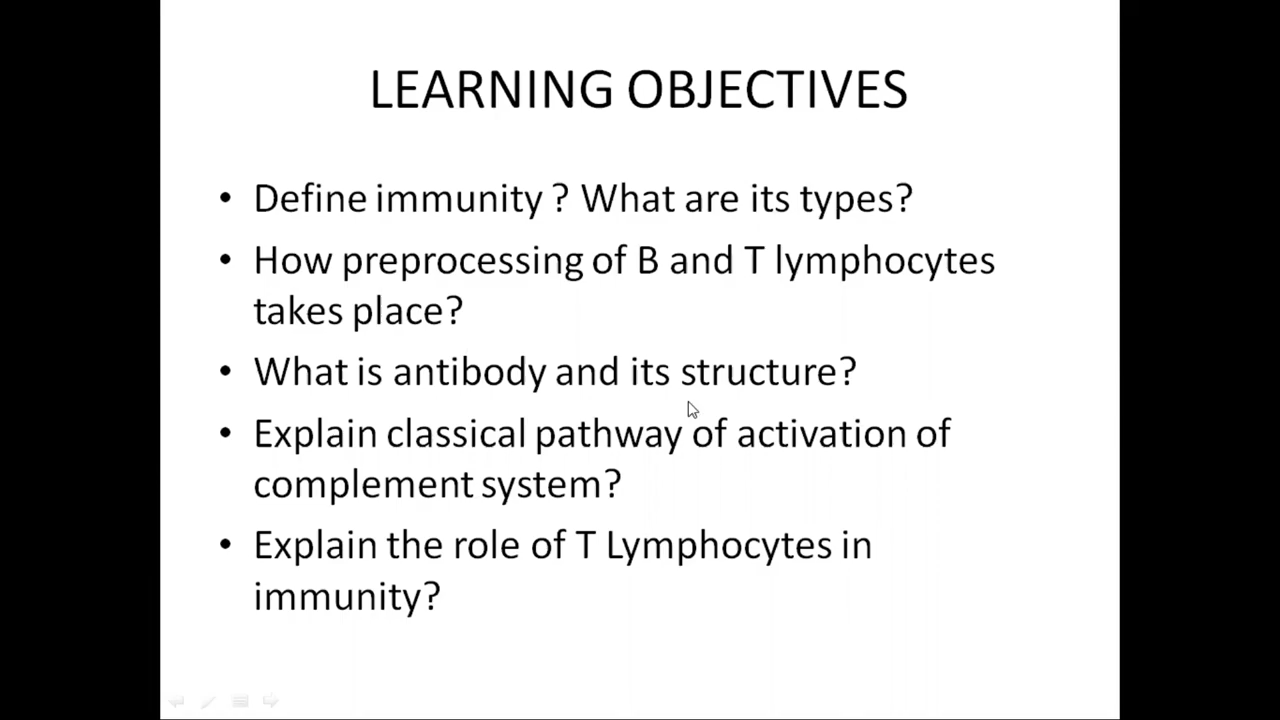 LEARNING OBJECTIVES
• Define immunity ? What are its types?
• How preprocessing of B and T lymphocytes
takes place?
• What is antibody and its structure?
• Explain classical pathway of activation of
complement system?
• Explain the role of T Lymphocytes in
immunity?